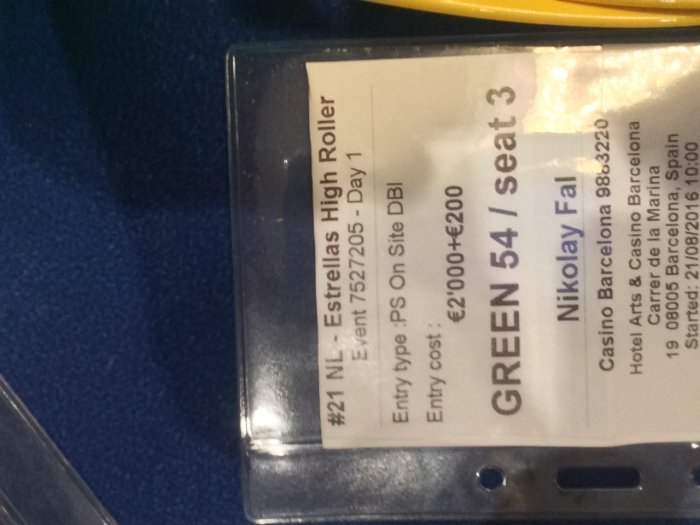 #21 NL - Estrellas High Roller
Event 7527205 - Day 1
Entry type :PS On Site DBI
Entry cost :
€2'000+€200
GREEN 54 / seat 3
Nikolay Fal
Casino Barcelona 9863220
Hotel Arts & Casino Barcelona
Carrer de la Marina
19 08005 Barcelona, Spain
Started: 21/08/2016 10:00